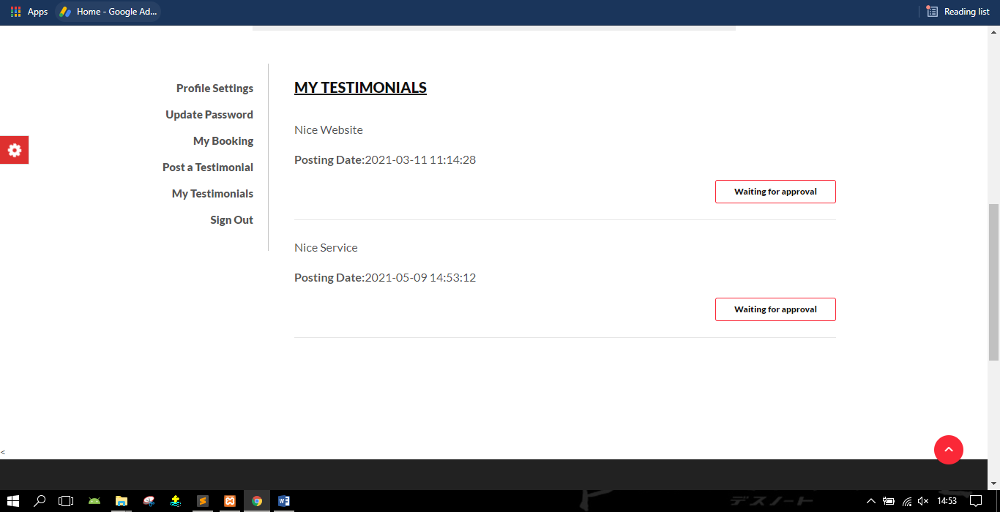 Apps
Home - Google Ad...
Reading list
Profile Settings
Update Password
My Booking
Post a Testimonial
My Testimonials
Sign Out
MY TESTIMONIALS
Nice Website
Posting Date:2021-03-11 11:14:28
Waiting for approval
Nice Service
Posting Date:2021-05-09 14:53:12
Waiting for approval
<
デスノート
14:53